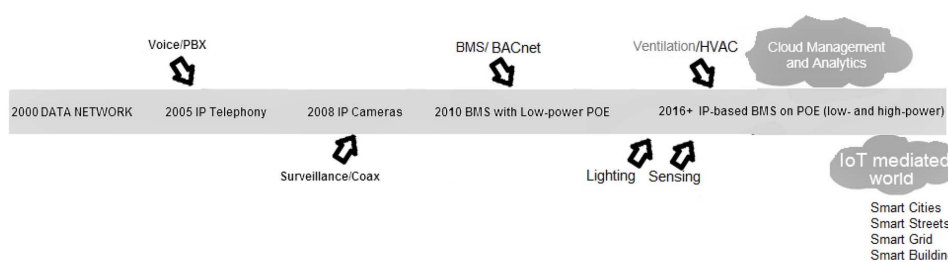 Voice/PBX
BMS/ BACnet
Ventilation/HVAC
Cloud Management
and Analytics
2000 DATA NETWORK
2005 IP Telephony
2008 IP Cameras
2010 BMS with Low-power POE
2016+ IP-based BMS on POE (low- and high-power)
Surveillance/Coax
Lighting
Sensing
IoT mediated
world
Smart Cities
Smart Streets
Smart Grid
Smart Buildin